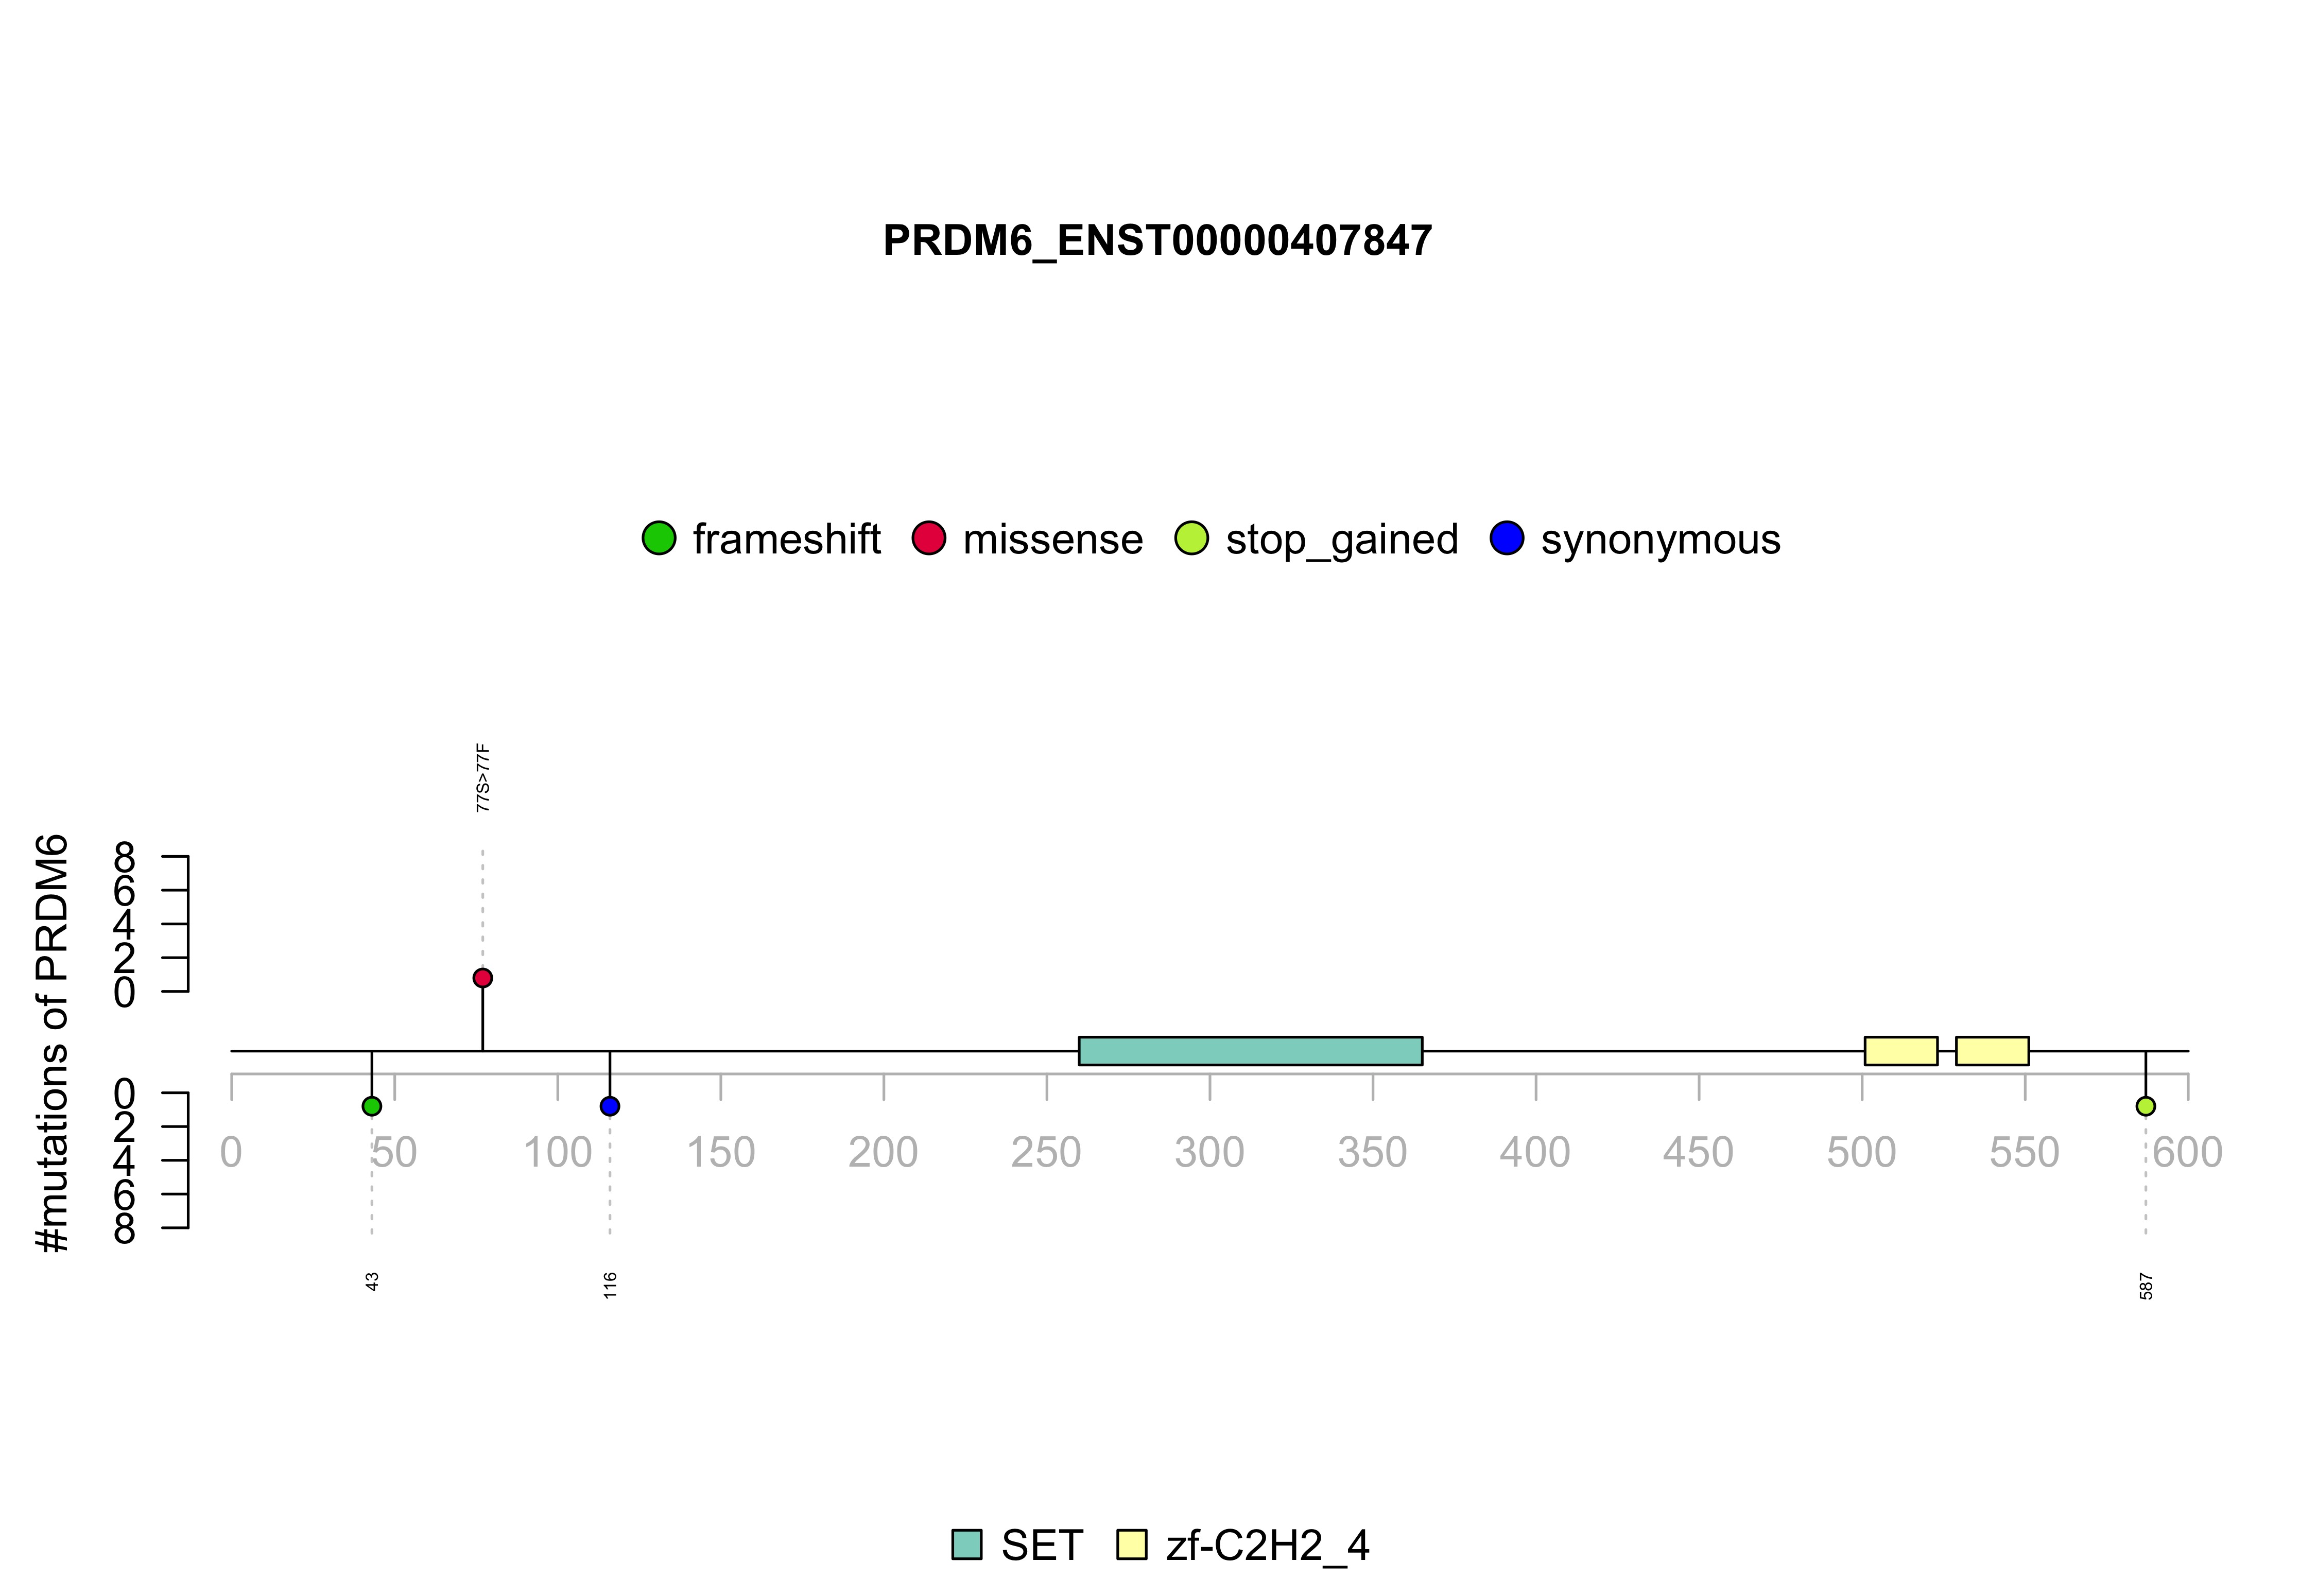 PRDM6_ENST00000407847
frameshift missense stop_gained synonymous
77S>77F
#mutations of PRDM6
8
6
4
2
0
0
2
4
6
8
0 50 100 150 200 250 300 350 400 450 500 550 600
43 116 587
SET zf-C2H2_4